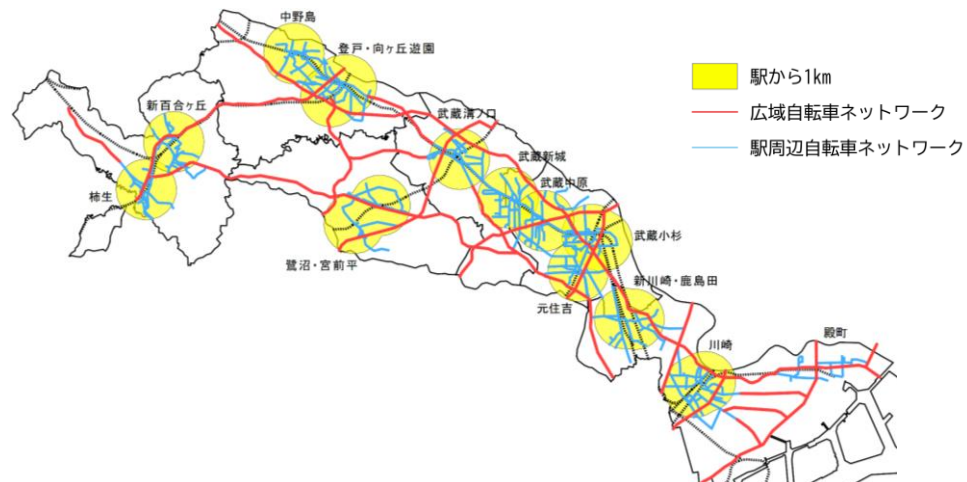 中野島
登戸・向ヶ丘遊園
新百合ヶ丘
武蔵溝ノ口
武蔵新城
武蔵中原
柿生
武蔵小杉
鷺沼・宮前平
新川崎・鹿島田
元住吉
川崎
殿町
駅から1km
広域自転車ネットワーク
駅周辺自転車ネットワーク